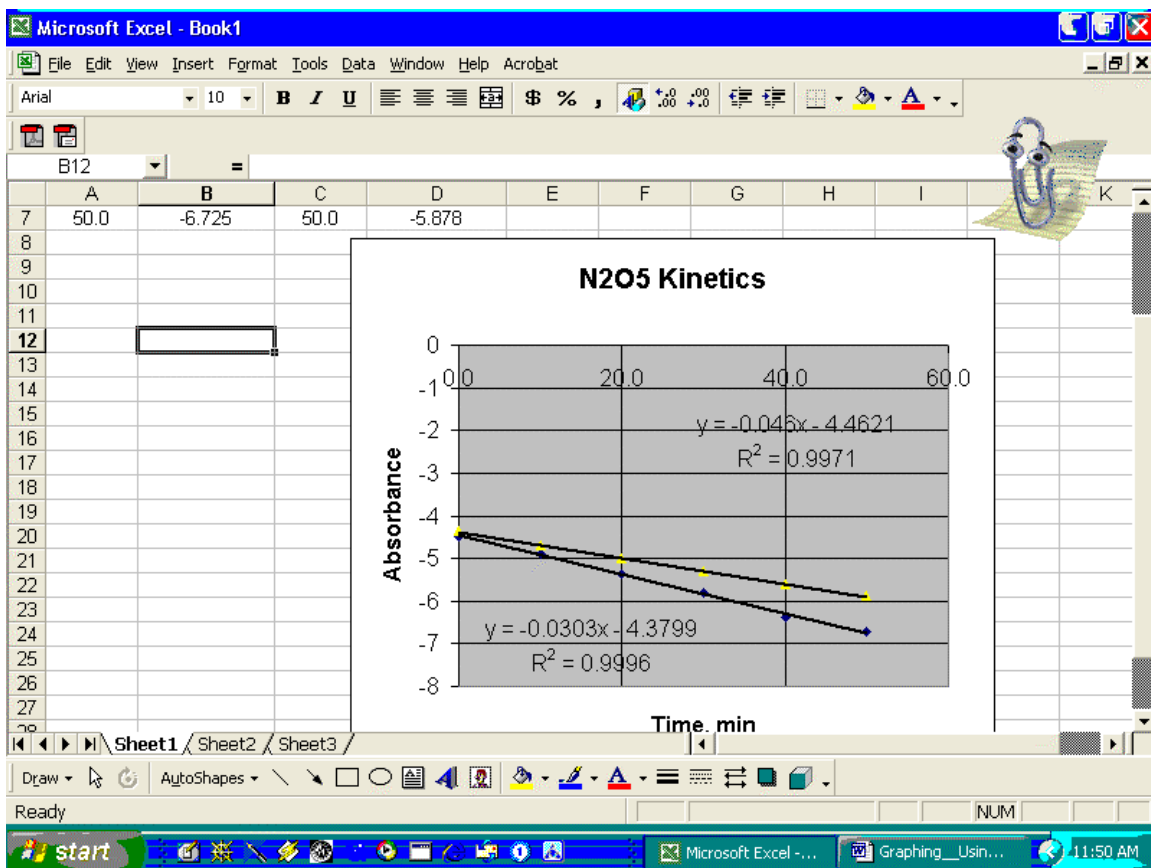 Microsoft Excel - Book1
File Edit View Insert Format Tools Data Window Help Acrobat
Arial 10 B I U $ % , .0 .00 .00 .0
B12 =
A B C D E F G H I K
7 50.0 -6.725 50.0 -5.878
8
9
10
11
12
13
14
15
16
17
18
19
20
21
22
23
24
25
26
27
28
N2O5 Kinetics
0
-1
-2
-3
-4
-5
-6
-7
-8
0.0 20.0 40.0 60.0
y = -0.046x - 4.4621
R² = 0.9971
y = -0.0303x - 4.3799
R² = 0.9996
Absorbance
Time, min
Sheet1 / Sheet2 / Sheet3 /
Draw AutoShapes A
Ready NUM
start Microsoft Excel -... Graphing__Usin... 11:50 AM